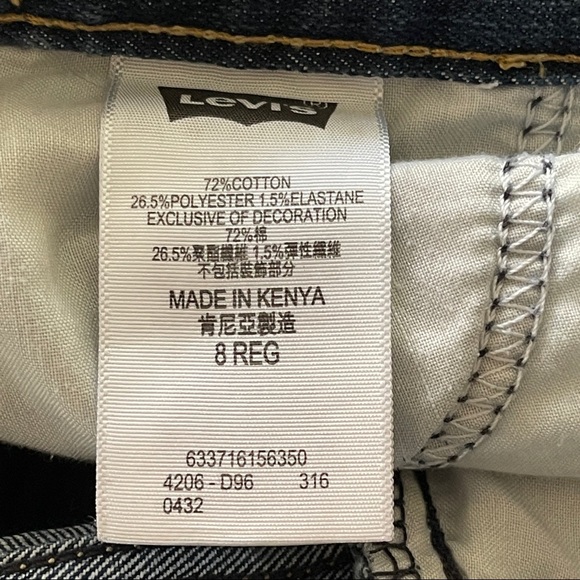 Levi's
72%COTTON
26.5%POLYESTER 1.5%ELASTANE
EXCLUSIVE OF DECORATION
72%棉
26.5%聚酯纖維 1.5%彈性纖維
不包括裝飾部分
MADE IN KENYA
肯尼亞製造
8 REG
633716156350
4206 - D96 316
0432